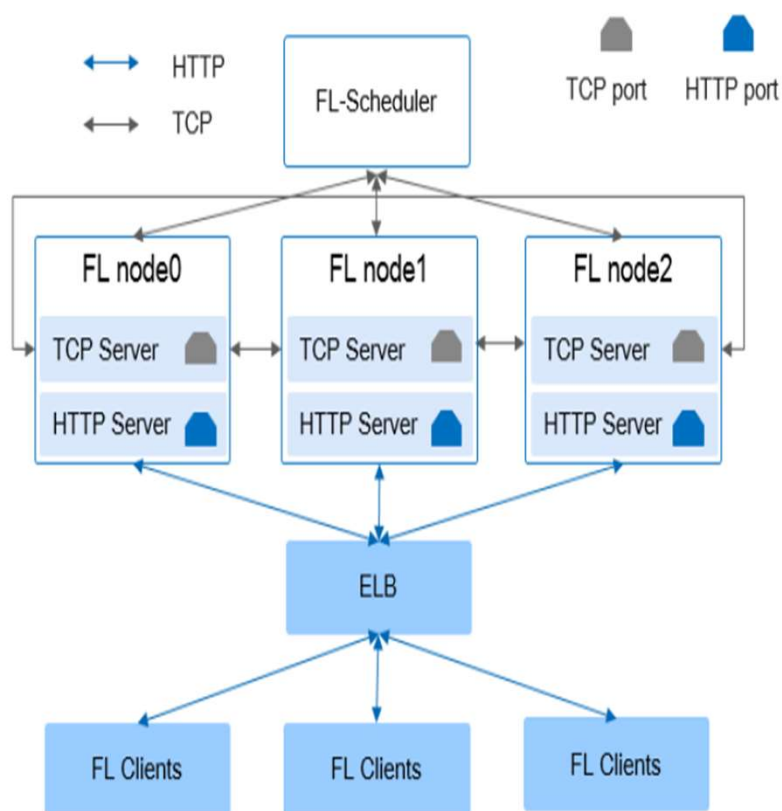 HTTP
TCP
FL-Scheduler
TCP port
HTTP port
FL node0
FL node1
FL node2
TCP Server
TCP Server
TCP Server
HTTP Server
HTTP Server
HTTP Server
ELB
FL Clients
FL Clients
FL Clients